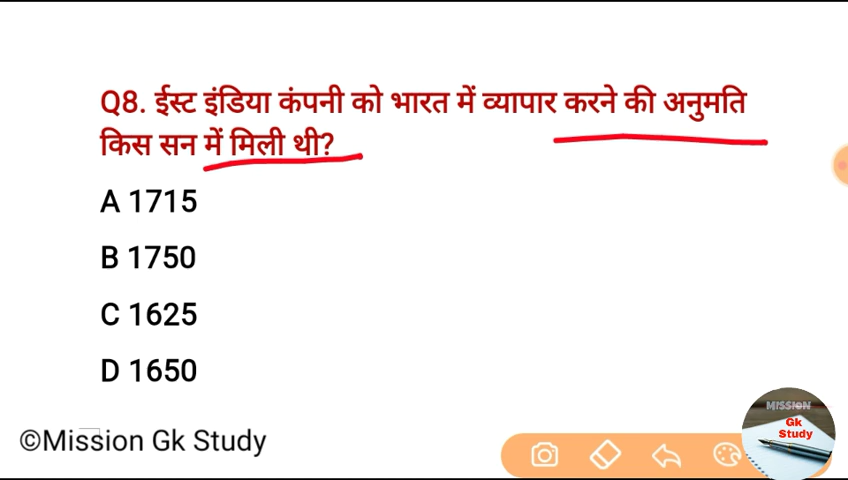 Q8. ईस्ट इंडिया कंपनी को भारत में व्यापार करने की अनुमति
किस सन में मिली थी?
A 1715
B 1750
C 1625
D 1650
©Mission Gk Study
MISSION
Gk
Study